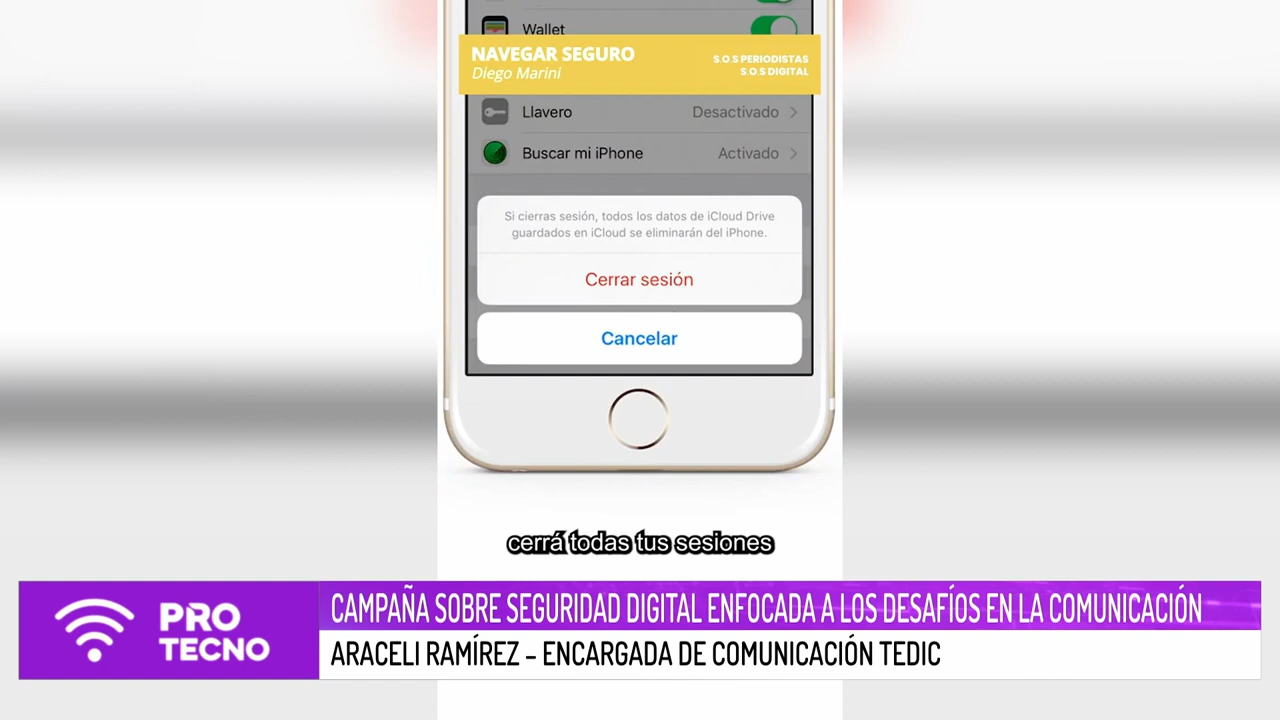 Wallet
NAVEGAR SEGURO
Diego Marini
S.O.S PERIODISTAS
S.O.S DIGITAL
Llavero
Desactivado
Buscar mi iPhone
Activado
Si cierras sesión, todos los datos de iCloud Drive
guardados en iCloud se eliminarán del iPhone.
Cerrar sesión
Cancelar
cerrá todas tus sesiones
PRO
TECNO
CAMPAÑA SOBRE SEGURIDAD DIGITAL ENFOCADA A LOS DESAFÍOS EN LA COMUNICACIÓN
ARACELI RAMÍREZ – ENCARGADA DE COMUNICACIÓN TEDIC